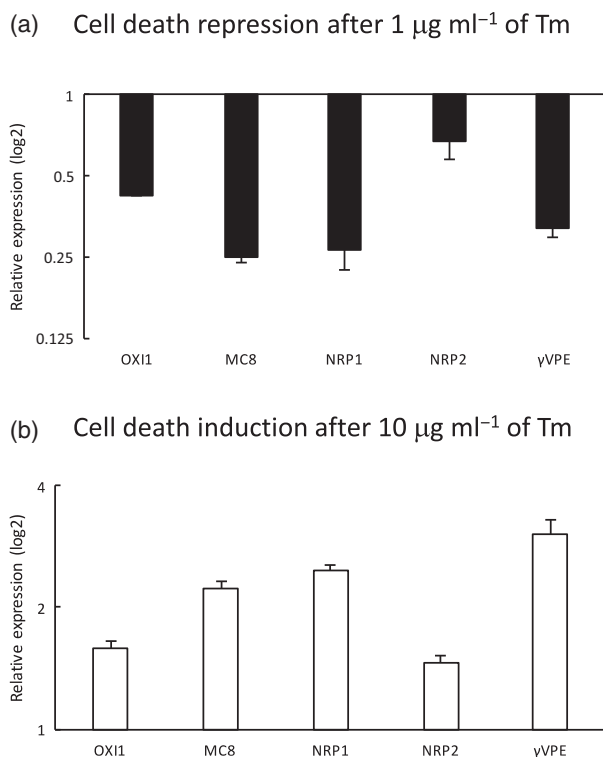 (a) Cell death repression after 1 μg ml⁻¹ of Tm
Relative expression (log2)
1
0.5
0.25
0.125
OXI1 MC8 NRP1 NRP2 γVPE
(b) Cell death induction after 10 μg ml⁻¹ of Tm
Relative expression (log2)
4
2
1
OXI1 MC8 NRP1 NRP2 γVPE